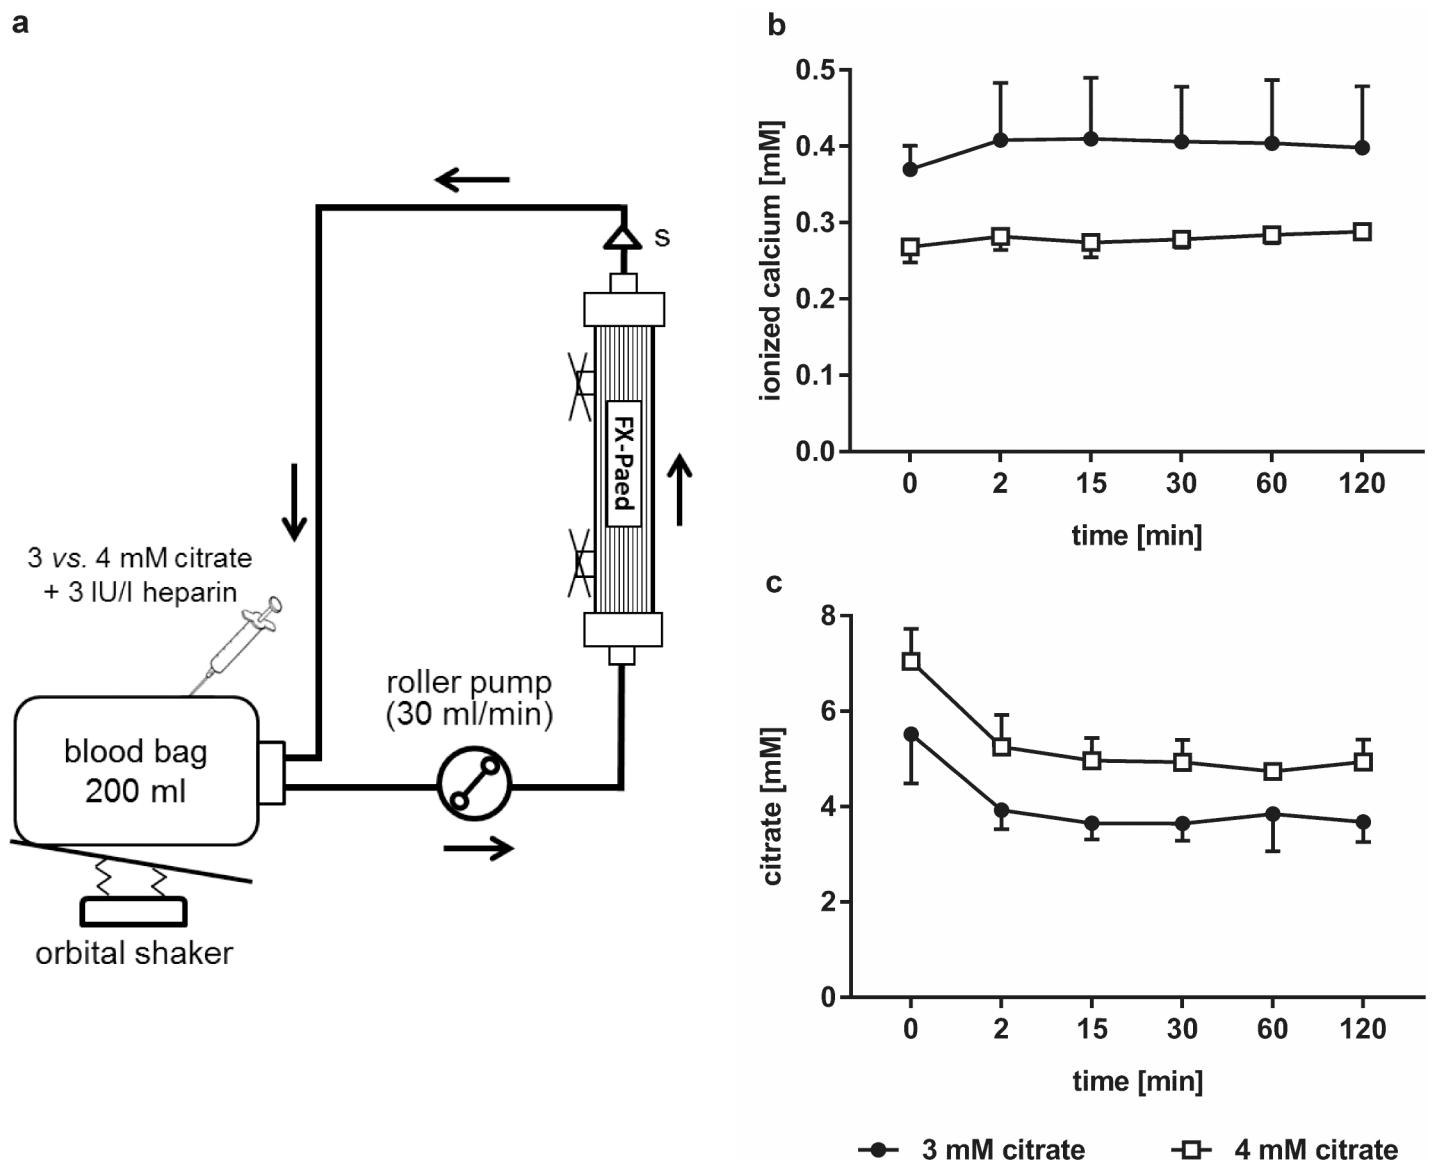 a
S
FX-Paed
3 vs. 4 mM citrate
+ 3 IU/l heparin
roller pump
(30 ml/min)
blood bag
200 ml
orbital shaker
b
0.5
0.4
0.3
0.2
0.1
0.0
ionized calcium [mM]
0 2 15 30 60 120
time [min]
c
8
6
4
2
0
citrate [mM]
0 2 15 30 60 120
time [min]
3 mM citrate 4 mM citrate